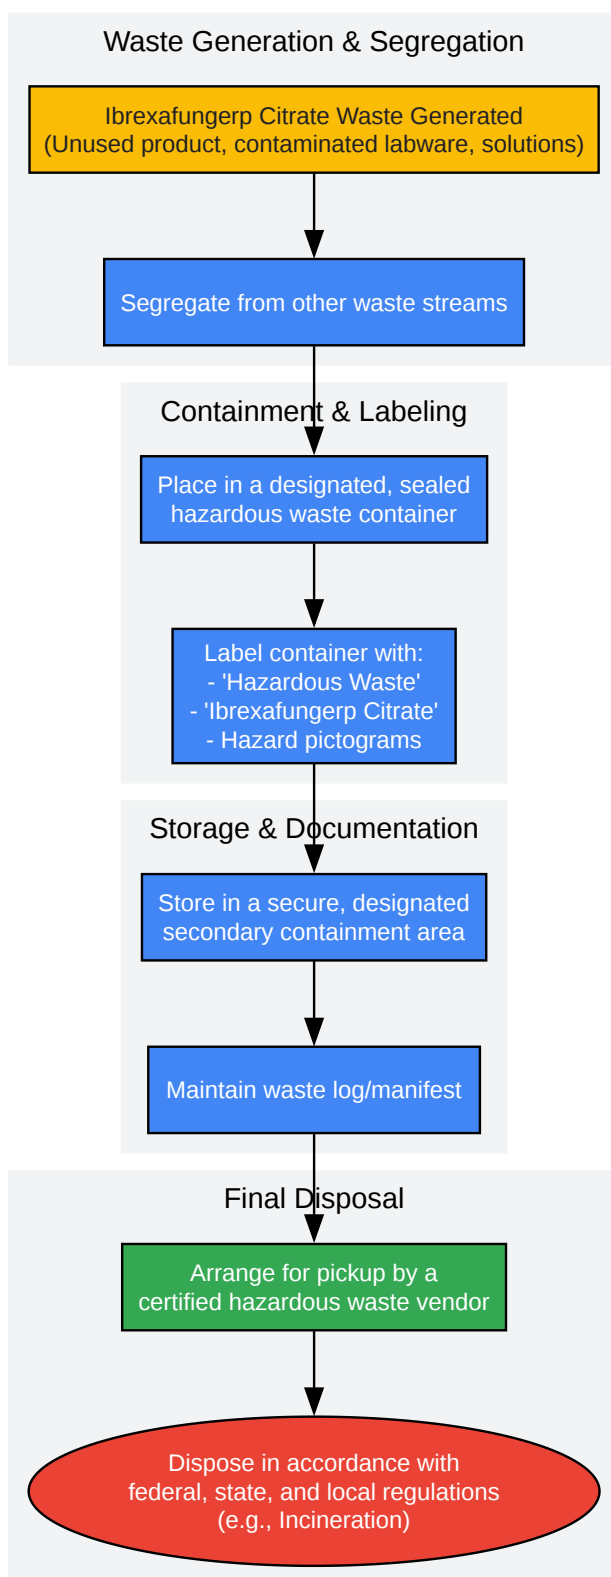 Waste Generation & Segregation
Ibrexafungerp Citrate Waste Generated
(Unused product, contaminated labware, solutions)
Segregate from other waste streams
Containment & Labeling
Place in a designated, sealed
hazardous waste container
Label container with:
- 'Hazardous Waste'
- 'Ibrexafungerp Citrate'
- Hazard pictograms
Storage & Documentation
Store in a secure, designated
secondary containment area
Maintain waste log/manifest
Final Disposal
Arrange for pickup by a
certified hazardous waste vendor
Dispose in accordance with
federal, state, and local regulations
(e.g., Incineration)